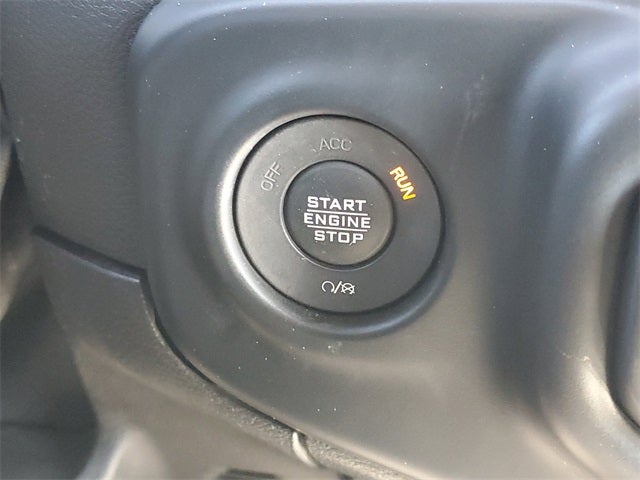 ACC
OFF
RUN
START
ENGINE
STOP